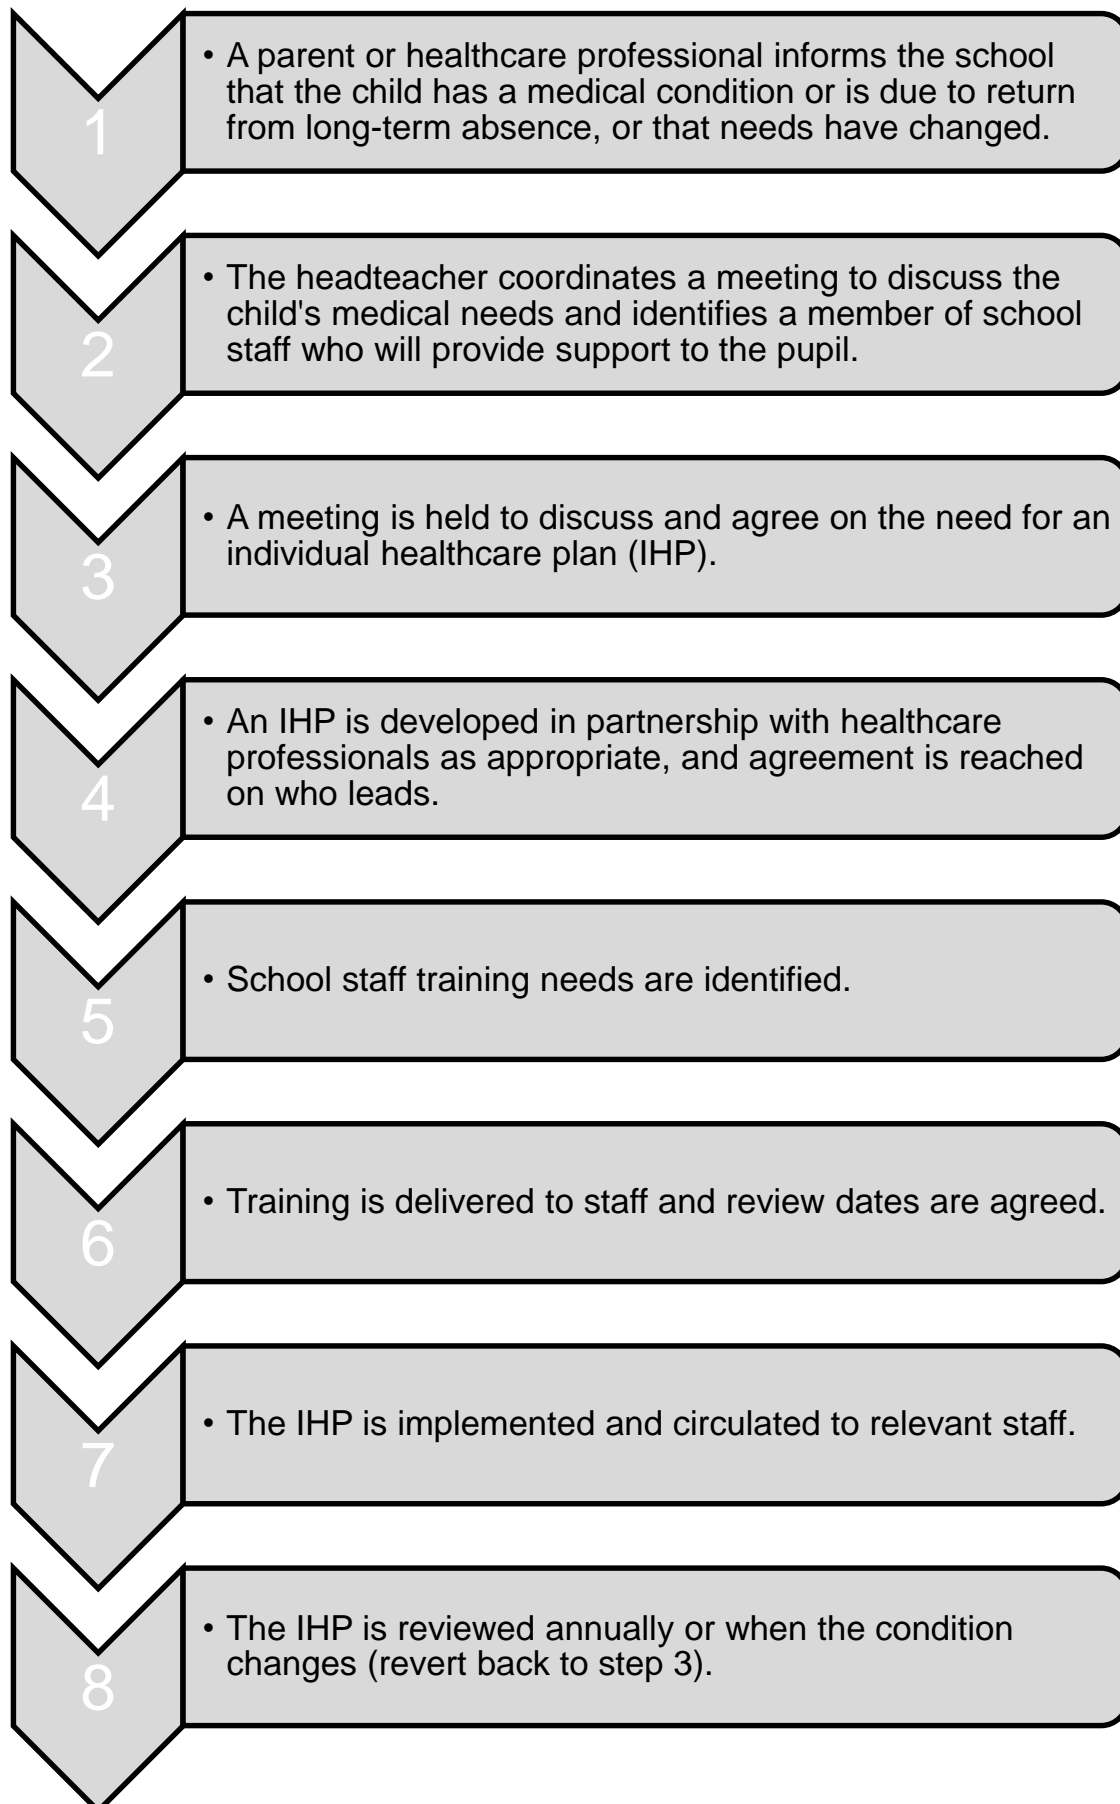 1
• A parent or healthcare professional informs the school
that the child has a medical condition or is due to return
from long-term absence, or that needs have changed.
2
• The headteacher coordinates a meeting to discuss the
child's medical needs and identifies a member of school
staff who will provide support to the pupil.
3
• A meeting is held to discuss and agree on the need for an
individual healthcare plan (IHP).
4
• An IHP is developed in partnership with healthcare
professionals as appropriate, and agreement is reached
on who leads.
5
• School staff training needs are identified.
6
• Training is delivered to staff and review dates are agreed.
7
• The IHP is implemented and circulated to relevant staff.
8
• The IHP is reviewed annually or when the condition
changes (revert back to step 3).